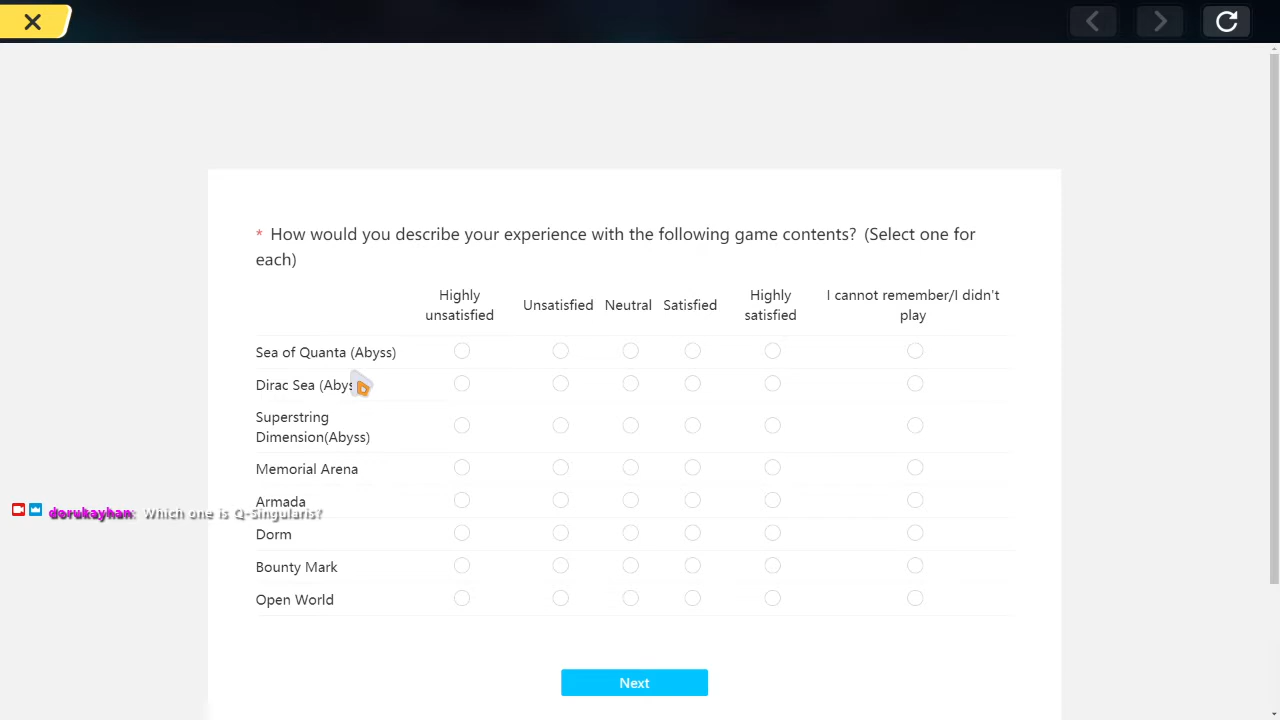 * How would you describe your experience with the following game contents? (Select one for
each)
Highly
unsatisfied
Unsatisfied
Neutral
Satisfied
Highly
satisfied
I cannot remember/I didn't
play
Sea of Quanta (Abyss)
Dirac Sea (Abys
Superstring
Dimension(Abyss)
Memorial Arena
Armada
dorukayhan: Which one is Q-Singularis?
Dorm
Bounty Mark
Open World
Next